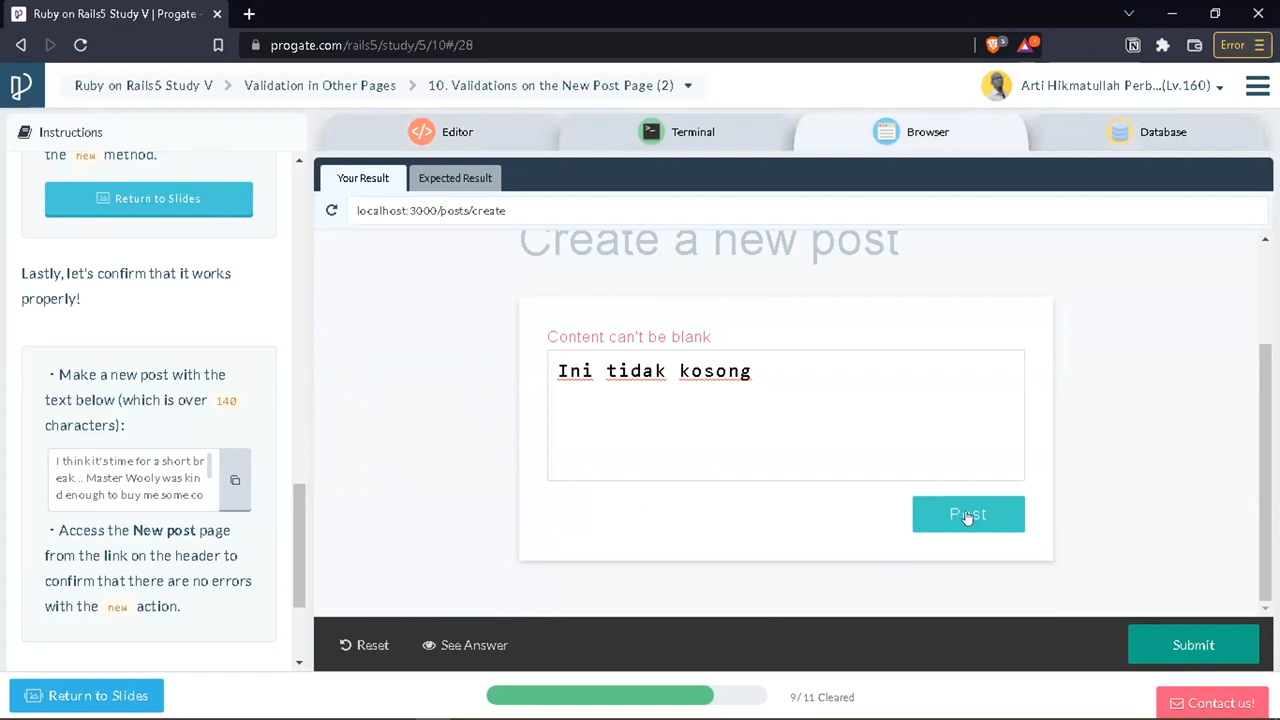 Ruby on Rails5 Study V | Progate -
progate.com/rails5/study/5/10#/28
Error
Ruby on Rails5 Study V
Validation in Other Pages
10. Validations on the New Post Page (2)
Arti Hikmatullah Perb...(Lv.160)
Instructions
Editor
Terminal
Browser
Database
the new method.
Return to Slides
Lastly, let's confirm that it works
properly!
・Make a new post with the
text below (which is over 140
characters):
I think it's time for a short br
eak... Master Wooly was kin
d enough to buy me some co
・Access the New post page
from the link on the header to
confirm that there are no errors
with the new action.
Your Result
Expected Result
localhost:3000/posts/create
Create a new post
Content can't be blank
Ini tidak kosong
Post
Reset
See Answer
Submit
Return to Slides
9/11 Cleared
Contact us!